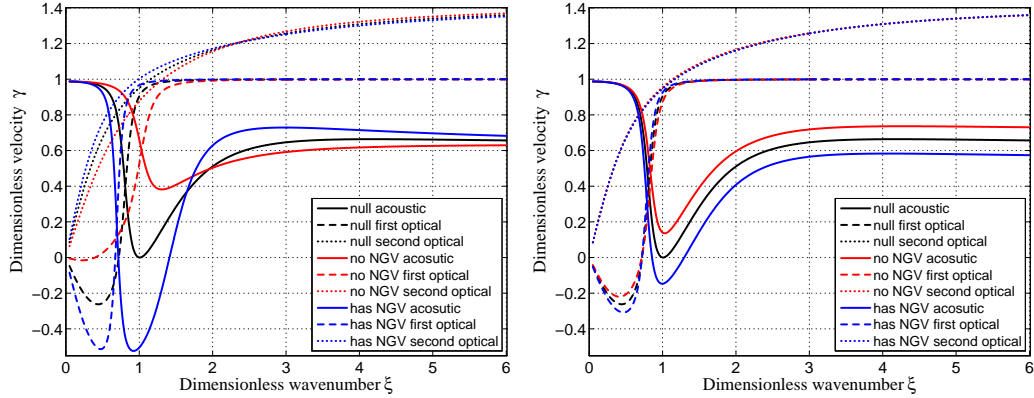 1.4
1.2
1
0.8
0.6
0.4
0.2
0
−0.2
−0.4
Dimensionless velocity γ
0 1 2 3 4 5 6
Dimensionless wavenumber ξ
null acoustic
null first optical
null second optical
no NGV acosutic
no NGV first optical
no NGV second optical
has NGV acosutic
has NGV first optical
has NGV second optical
1.4
1.2
1
0.8
0.6
0.4
0.2
0
−0.2
−0.4
Dimensionless velocity γ
0 1 2 3 4 5 6
Dimensionless wavenumber ξ
null acoustic
null first optical
null second optical
no NGV acosutic
no NGV first optical
no NGV second optical
has NGV acosutic
has NGV first optical
has NGV second optical